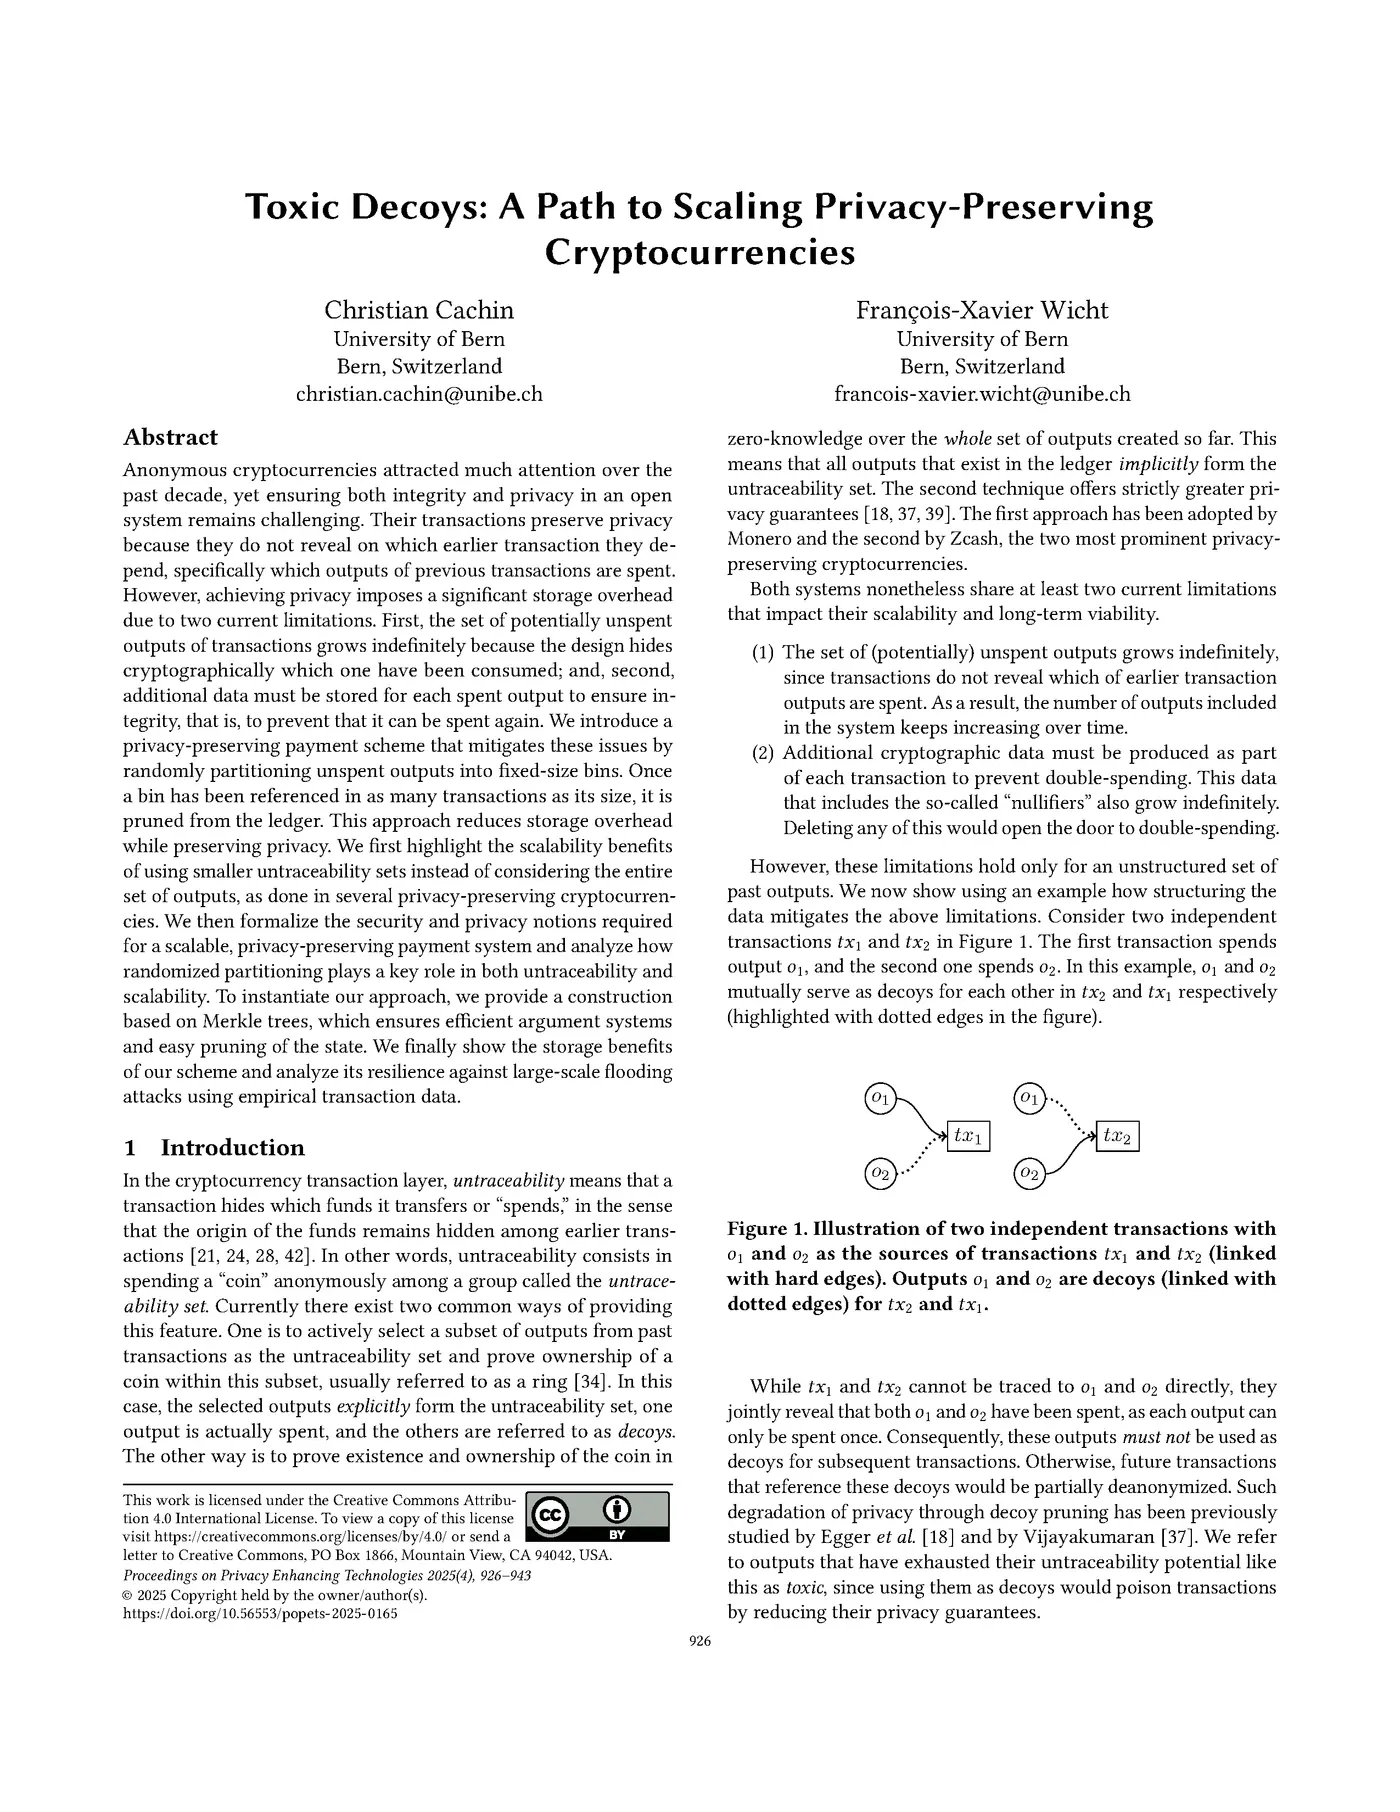 Toxic Decoys: A Path to Scaling Privacy-Preserving
Cryptocurrencies
Christian Cachin
University of Bern
Bern, Switzerland
christian.cachin@unibe.ch
François-Xavier Wicht
University of Bern
Bern, Switzerland
francois-xavier.wicht@unibe.ch
Abstract
Anonymous cryptocurrencies attracted much attention over the
past decade, yet ensuring both integrity and privacy in an open
system remains challenging. Their transactions preserve privacy
because they do not reveal on which earlier transaction they de-
pend, specifically which outputs of previous transactions are spent.
However, achieving privacy imposes a significant storage overhead
due to two current limitations. First, the set of potentially unspent
outputs of transactions grows indefinitely because the design hides
cryptographically which one have been consumed; and, second,
additional data must be stored for each spent output to ensure in-
tegrity, that is, to prevent that it can be spent again. We introduce a
privacy-preserving payment scheme that mitigates these issues by
randomly partitioning unspent outputs into fixed-size bins. Once
a bin has been referenced in as many transactions as its size, it is
pruned from the ledger. This approach reduces storage overhead
while preserving privacy. We first highlight the scalability benefits
of using smaller untraceability sets instead of considering the entire
set of outputs, as done in several privacy-preserving cryptocurren-
cies. We then formalize the security and privacy notions required
for a scalable, privacy-preserving payment system and analyze how
randomized partitioning plays a key role in both untraceability and
scalability. To instantiate our approach, we provide a construction
based on Merkle trees, which ensures efficient argument systems
and easy pruning of the state. We finally show the storage benefits
of our scheme and analyze its resilience against large-scale flooding
attacks using empirical transaction data.
1 Introduction
In the cryptocurrency transaction layer, untraceability means that a
transaction hides which funds it transfers or “spends,” in the sense
that the origin of the funds remains hidden among earlier trans-
actions [21, 24, 28, 42]. In other words, untraceability consists in
spending a “coin” anonymously among a group called the untrace-
ability set. Currently there exist two common ways of providing
this feature. One is to actively select a subset of outputs from past
transactions as the untraceability set and prove ownership of a
coin within this subset, usually referred to as a ring [34]. In this
case, the selected outputs explicitly form the untraceability set, one
output is actually spent, and the others are referred to as decoys.
The other way is to prove existence and ownership of the coin in
This work is licensed under the Creative Commons Attribu-
tion 4.0 International License. To view a copy of this license
visit https://creativecommons.org/licenses/by/4.0/ or send a
letter to Creative Commons, PO Box 1866, Mountain View, CA 94042, USA.
cc
BY
Proceedings on Privacy Enhancing Technologies 2025(4), 926–943
© 2025 Copyright held by the owner/author(s).
https://doi.org/10.56553/popets-2025-0165
zero-knowledge over the whole set of outputs created so far. This
means that all outputs that exist in the ledger implicitly form the
untraceability set. The second technique offers strictly greater pri-
vacy guarantees [18, 37, 39]. The first approach has been adopted by
Monero and the second by Zcash, the two most prominent privacy-
preserving cryptocurrencies.
Both systems nonetheless share at least two current limitations
that impact their scalability and long-term viability.
(1) The set of (potentially) unspent outputs grows indefinitely,
since transactions do not reveal which of earlier transaction
outputs are spent. As a result, the number of outputs included
in the system keeps increasing over time.
(2) Additional cryptographic data must be produced as part
of each transaction to prevent double-spending. This data
that includes the so-called “nullifiers” also grow indefinitely.
Deleting any of this would open the door to double-spending.
However, these limitations hold only for an unstructured set of
past outputs. We now show using an example how structuring the
data mitigates the above limitations. Consider two independent
transactions tx₁ and tx₂ in Figure 1. The first transaction spends
output o₁, and the second one spends o₂. In this example, o₁ and o₂
mutually serve as decoys for each other in tx₂ and tx₁ respectively
(highlighted with dotted edges in the figure).
o₁ o₁
tx₁ tx₂
o₂ o₂
Figure 1. Illustration of two independent transactions with
o₁ and o₂ as the sources of transactions tx₁ and tx₂ (linked
with hard edges). Outputs o₁ and o₂ are decoys (linked with
dotted edges) for tx₂ and tx₁.
While tx₁ and tx₂ cannot be traced to o₁ and o₂ directly, they
jointly reveal that both o₁ and o₂ have been spent, as each output can
only be spent once. Consequently, these outputs must not be used as
decoys for subsequent transactions. Otherwise, future transactions
that reference these decoys would be partially deanonymized. Such
degradation of privacy through decoy pruning has been previously
studied by Egger et al. [18] and by Vijayakumaran [37]. We refer
to outputs that have exhausted their untraceability potential like
this as toxic, since using them as decoys would poison transactions
by reducing their privacy guarantees.
926